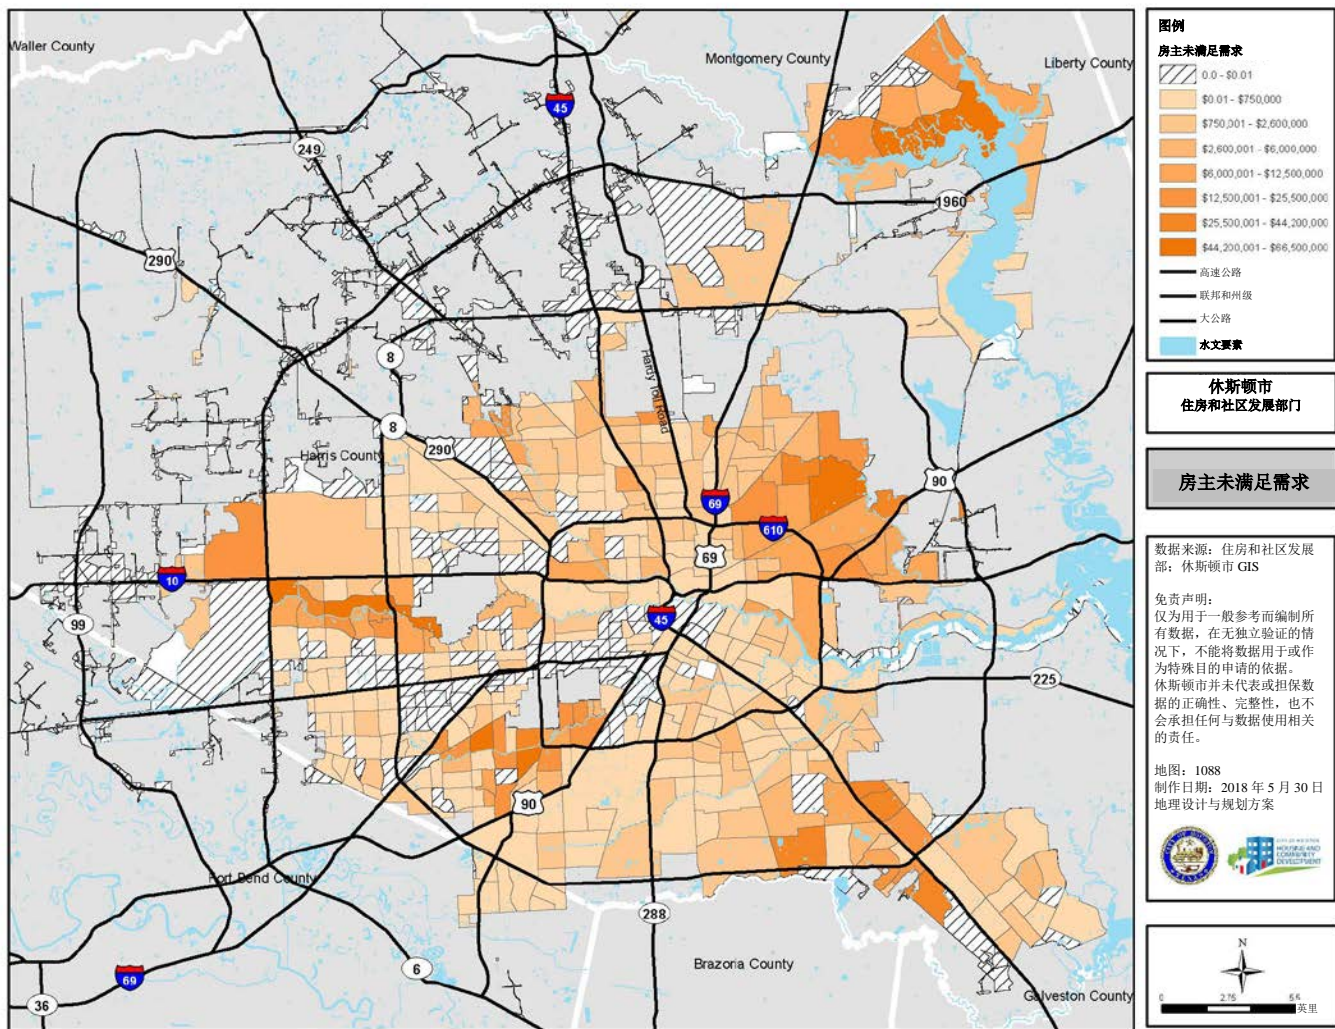 Waller County
Montgomery County
Liberty County
45
249
1960
290
8
Hardy Toll Road
8
290
Harris County
90
69
610
69
10
45
99
225
90
Fort Bend County
288
6
Brazoria County
69
36
Galveston County
图例
房主未满足需求
0.0 - $0.01
$0.01 - $750,000
$750,001 - $2,600,000
$2,600,001 - $6,000,000
$6,000,001 - $12,500,000
$12,500,001 - $25,500,000
$25,500,001 - $44,200,000
$44,200,001 - $66,500,000
高速公路
联邦和州级
大公路
水文要素
休斯顿市
住房和社区发展部门
房主未满足需求
数据来源：住房和社区发展
部；休斯顿市 GIS
免责声明：
仅为用于一般参考而编制所
有数据，在无独立验证的情
况下，不能将数据用于或作
为特殊目的申请的依据。
休斯顿市并未代表或担保数
据的正确性、完整性，也不
会承担任何与数据使用相关
的责任。
地图：1088
制作日期：2018 年 5 月 30 日
地理设计与规划方案
HOUSING AND
COMMUNITY
DEVELOPMENT
N
0 2.75 5.5
英里